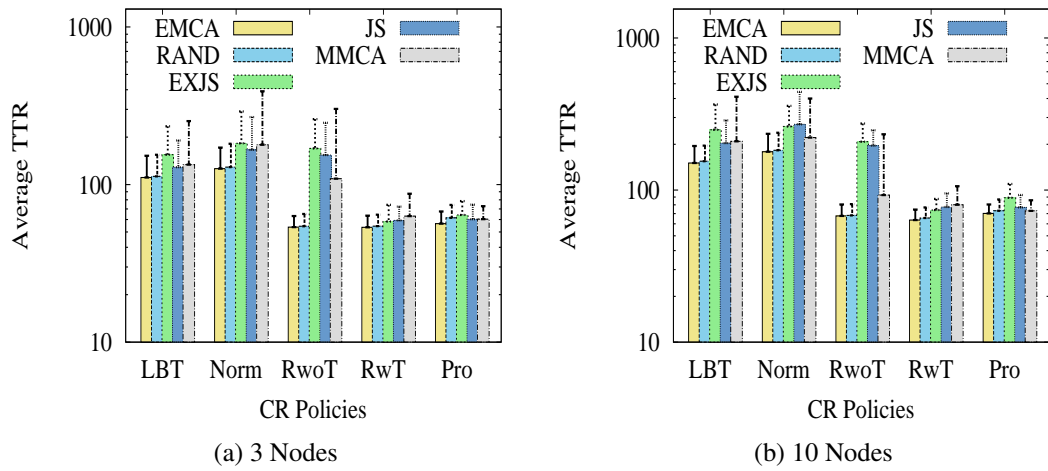 1000
100
10
Average TTR
EMCA
RAND
EXJS
JS
MMCA
LBT Norm RwoT RwT Pro
CR Policies
(a) 3 Nodes
1000
100
10
Average TTR
EMCA
RAND
EXJS
JS
MMCA
LBT Norm RwoT RwT Pro
CR Policies
(b) 10 Nodes